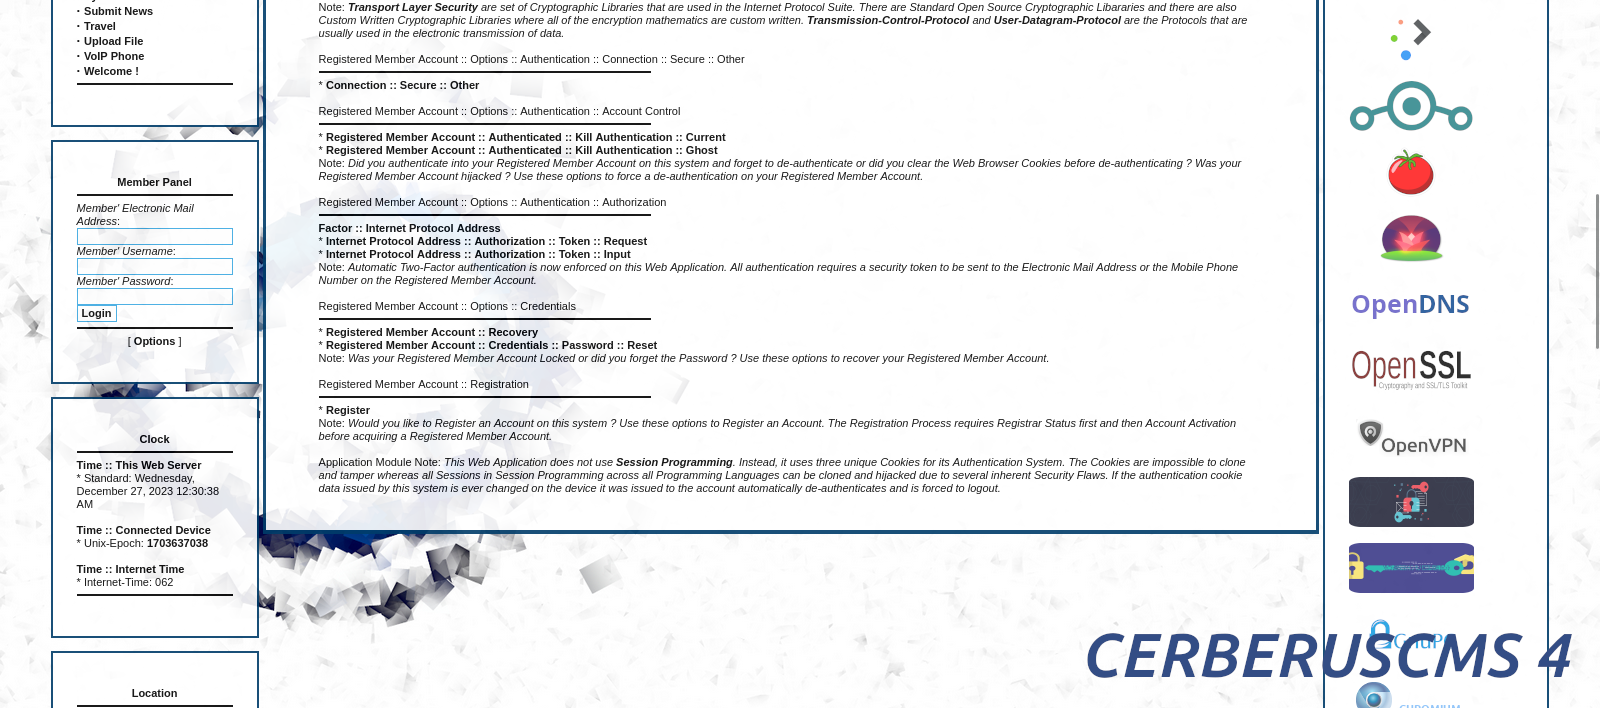 · Submit News
· Travel
· Upload File
· VoIP Phone
· Welcome !
Member Panel
Member' Electronic Mail
Address:
Member' Username:
Member' Password:
Login
[ Options ]
Clock
Time :: This Web Server
* Standard: Wednesday,
December 27, 2023 12:30:38
AM
Time :: Connected Device
* Unix-Epoch: 1703637038
Time :: Internet Time
* Internet-Time: 062
Location
Note: Transport Layer Security are set of Cryptographic Libraries that are used in the Internet Protocol Suite. There are Standard Open Source Cryptographic Libararies and there are also
Custom Written Cryptographic Libraries where all of the encryption mathematics are custom written. Transmission-Control-Protocol and User-Datagram-Protocol are the Protocols that are
usually used in the electronic transmission of data.
Registered Member Account :: Options :: Authentication :: Connection :: Secure :: Other
* Connection :: Secure :: Other
Registered Member Account :: Options :: Authentication :: Account Control
* Registered Member Account :: Authenticated :: Kill Authentication :: Current
* Registered Member Account :: Authenticated :: Kill Authentication :: Ghost
Note: Did you authenticate into your Registered Member Account on this system and forget to de-authenticate or did you clear the Web Browser Cookies before de-authenticating ? Was your
Registered Member Account hijacked ? Use these options to force a de-authentication on your Registered Member Account.
Registered Member Account :: Options :: Authentication :: Authorization
Factor :: Internet Protocol Address
* Internet Protocol Address :: Authorization :: Token :: Request
* Internet Protocol Address :: Authorization :: Token :: Input
Note: Automatic Two-Factor authentication is now enforced on this Web Application. All authentication requires a security token to be sent to the Electronic Mail Address or the Mobile Phone
Number on the Registered Member Account.
Registered Member Account :: Options :: Credentials
* Registered Member Account :: Recovery
* Registered Member Account :: Credentials :: Password :: Reset
Note: Was your Registered Member Account Locked or did you forget the Password ? Use these options to recover your Registered Member Account.
Registered Member Account :: Registration
* Register
Note: Would you like to Register an Account on this system ? Use these options to Register an Account. The Registration Process requires Registrar Status first and then Account Activation
before acquiring a Registered Member Account.
Application Module Note: This Web Application does not use Session Programming. Instead, it uses three unique Cookies for its Authentication System. The Cookies are impossible to clone
and tamper whereas all Sessions in Session Programming across all Programming Languages can be cloned and hijacked due to several inherent Security Flaws. If the authentication cookie
data issued by this system is ever changed on the device it was issued to the account automatically de-authenticates and is forced to logout.
OpenDNS
OpenSSL
Cryptography and SSL/TLS Toolkit
OpenVPN
CERBERUSCMS 4